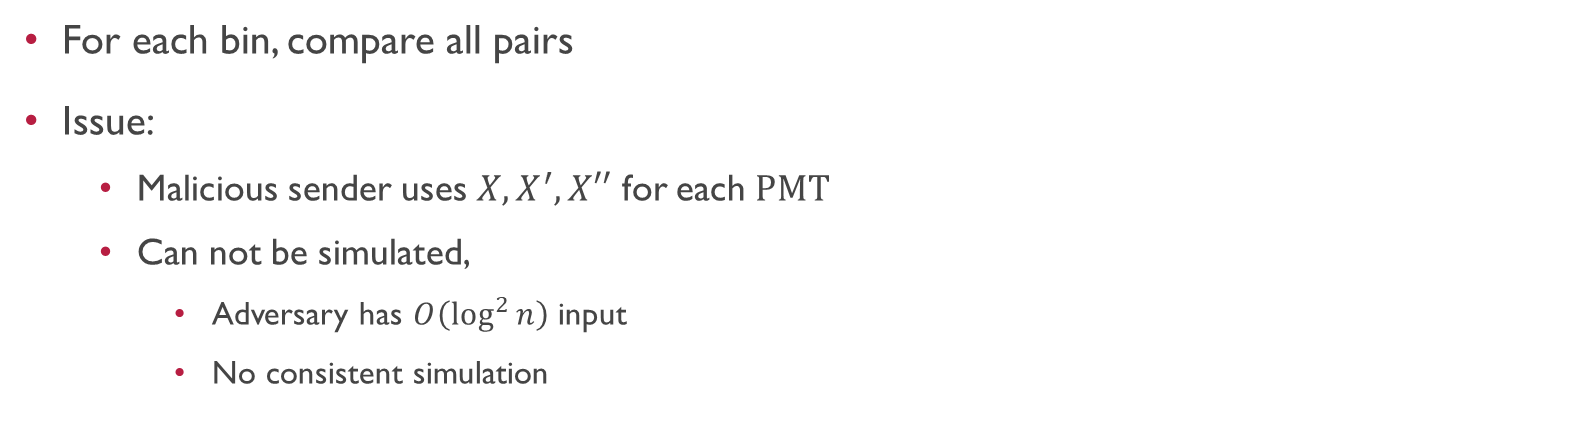 • For each bin, compare all pairs
• Issue:
• Malicious sender uses X, X′, X″ for each PMT
• Can not be simulated,
• Adversary has O(log² n) input
• No consistent simulation